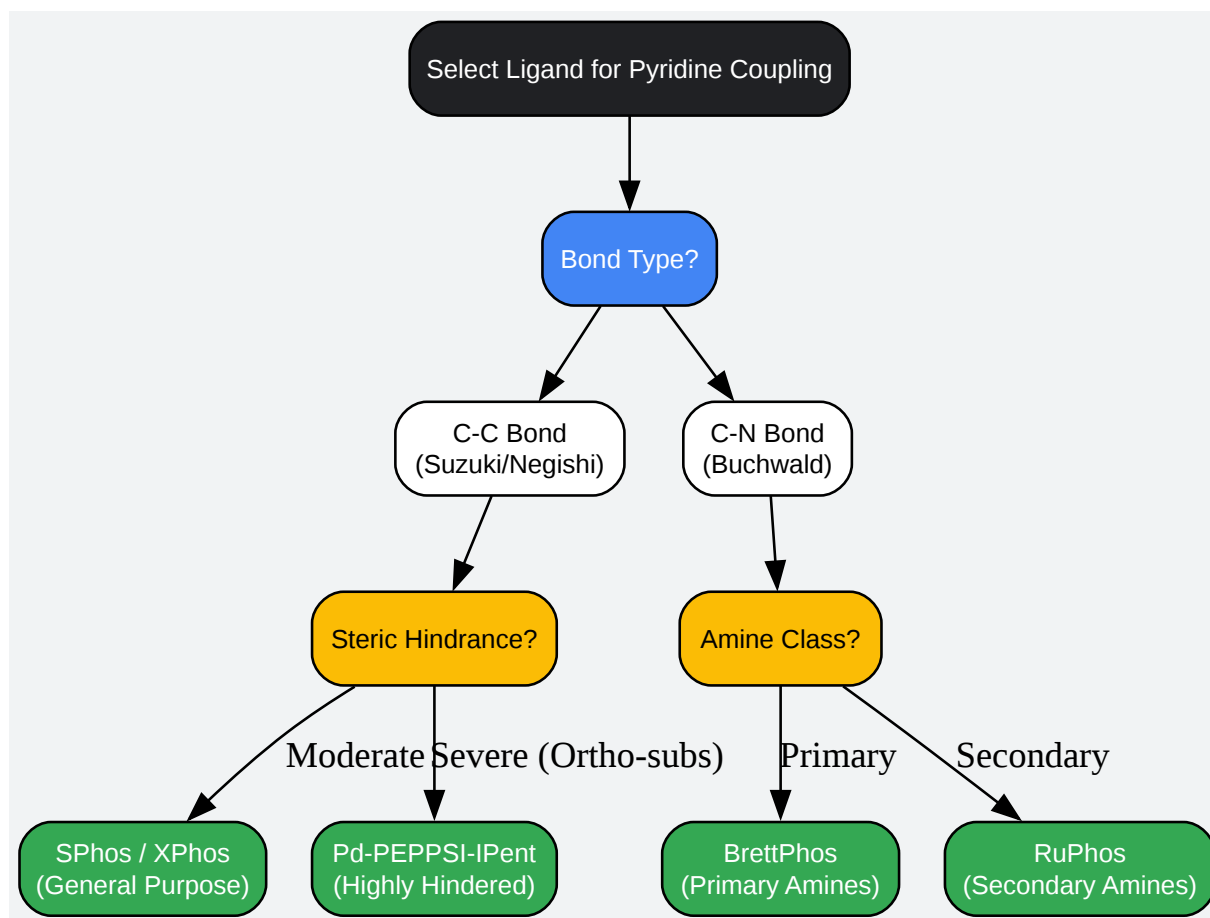 Select Ligand for Pyridine Coupling
Bond Type?
C-C Bond
(Suzuki/Negishi)
C-N Bond
(Buchwald)
Steric Hindrance?
Amine Class?
Moderate
Severe (Ortho-subs)
Primary
Secondary
SPhos / XPhos
(General Purpose)
Pd-PEPPSI-IPent
(Highly Hindered)
BrettPhos
(Primary Amines)
RuPhos
(Secondary Amines)